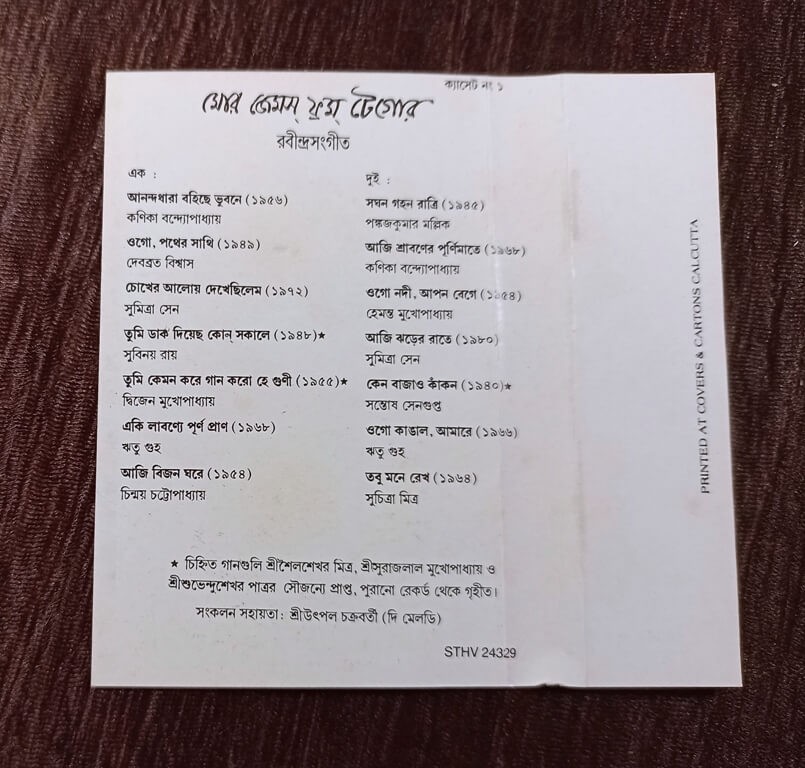 ক্যাসেট নং ১
মোর জেমস্ ফ্রম্ টেগোর
রবীন্দ্রসংগীত
এক :
আনন্দধারা বহিছে ভুবনে (১৯৫৬)
কণিকা বন্দ্যোপাধ্যায়
ওগো, পথের সাথি (১৯৪৯)
দেবব্রত বিশ্বাস
চোখের আলোয় দেখেছিলেম (১৯৭২)
সুমিত্রা সেন
তুমি ডাক দিয়েছ কোন্ সকালে (১৯৪৮)★
সুবিনয় রায়
তুমি কেমন করে গান করো হে গুণী (১৯৫৫)★
দ্বিজেন মুখোপাধ্যায়
একি লাবণ্যে পূর্ণ প্রাণ (১৯৬৮)
ঋতু গুহ
আজি বিজন ঘরে (১৯৫৪)
চিন্ময় চট্টোপাধ্যায়
দুই :
সঘন গহন রাত্রি (১৯৪৫)
পঙ্কজকুমার মল্লিক
আজি শ্রাবণের পূর্ণিমাতে (১৯৬৮)
কণিকা বন্দ্যোপাধ্যায়
ওগো নদী, আপন বেগে (১৯৫৪)
হেমন্ত মুখোপাধ্যায়
আজি ঝড়ের রাতে (১৯৮০)
সুমিত্রা সেন
কেন বাজাও কাঁকন (১৯৪০)★
সন্তোষ সেনগুপ্ত
ওগো কাঙাল, আমারে (১৯৬৬)
ঋতু গুহ
তবু মনে রেখ (১৯৬৪)
সুচিত্রা মিত্র
★ চিহ্নিত গানগুলি শ্রীশৈলশেখর মিত্র, শ্রীসুরাজলাল মুখোপাধ্যায় ও
শ্রীশুভেন্দুশেখর পাত্রর সৌজন্যে প্রাপ্ত, পুরানো রেকর্ড থেকে গৃহীত।
সংকলন সহায়তা: শ্রীউৎপল চক্রবর্তী (দি মেলডি)
STHV 24329
PRINTED AT COVERS & CARTONS CALCUTTA